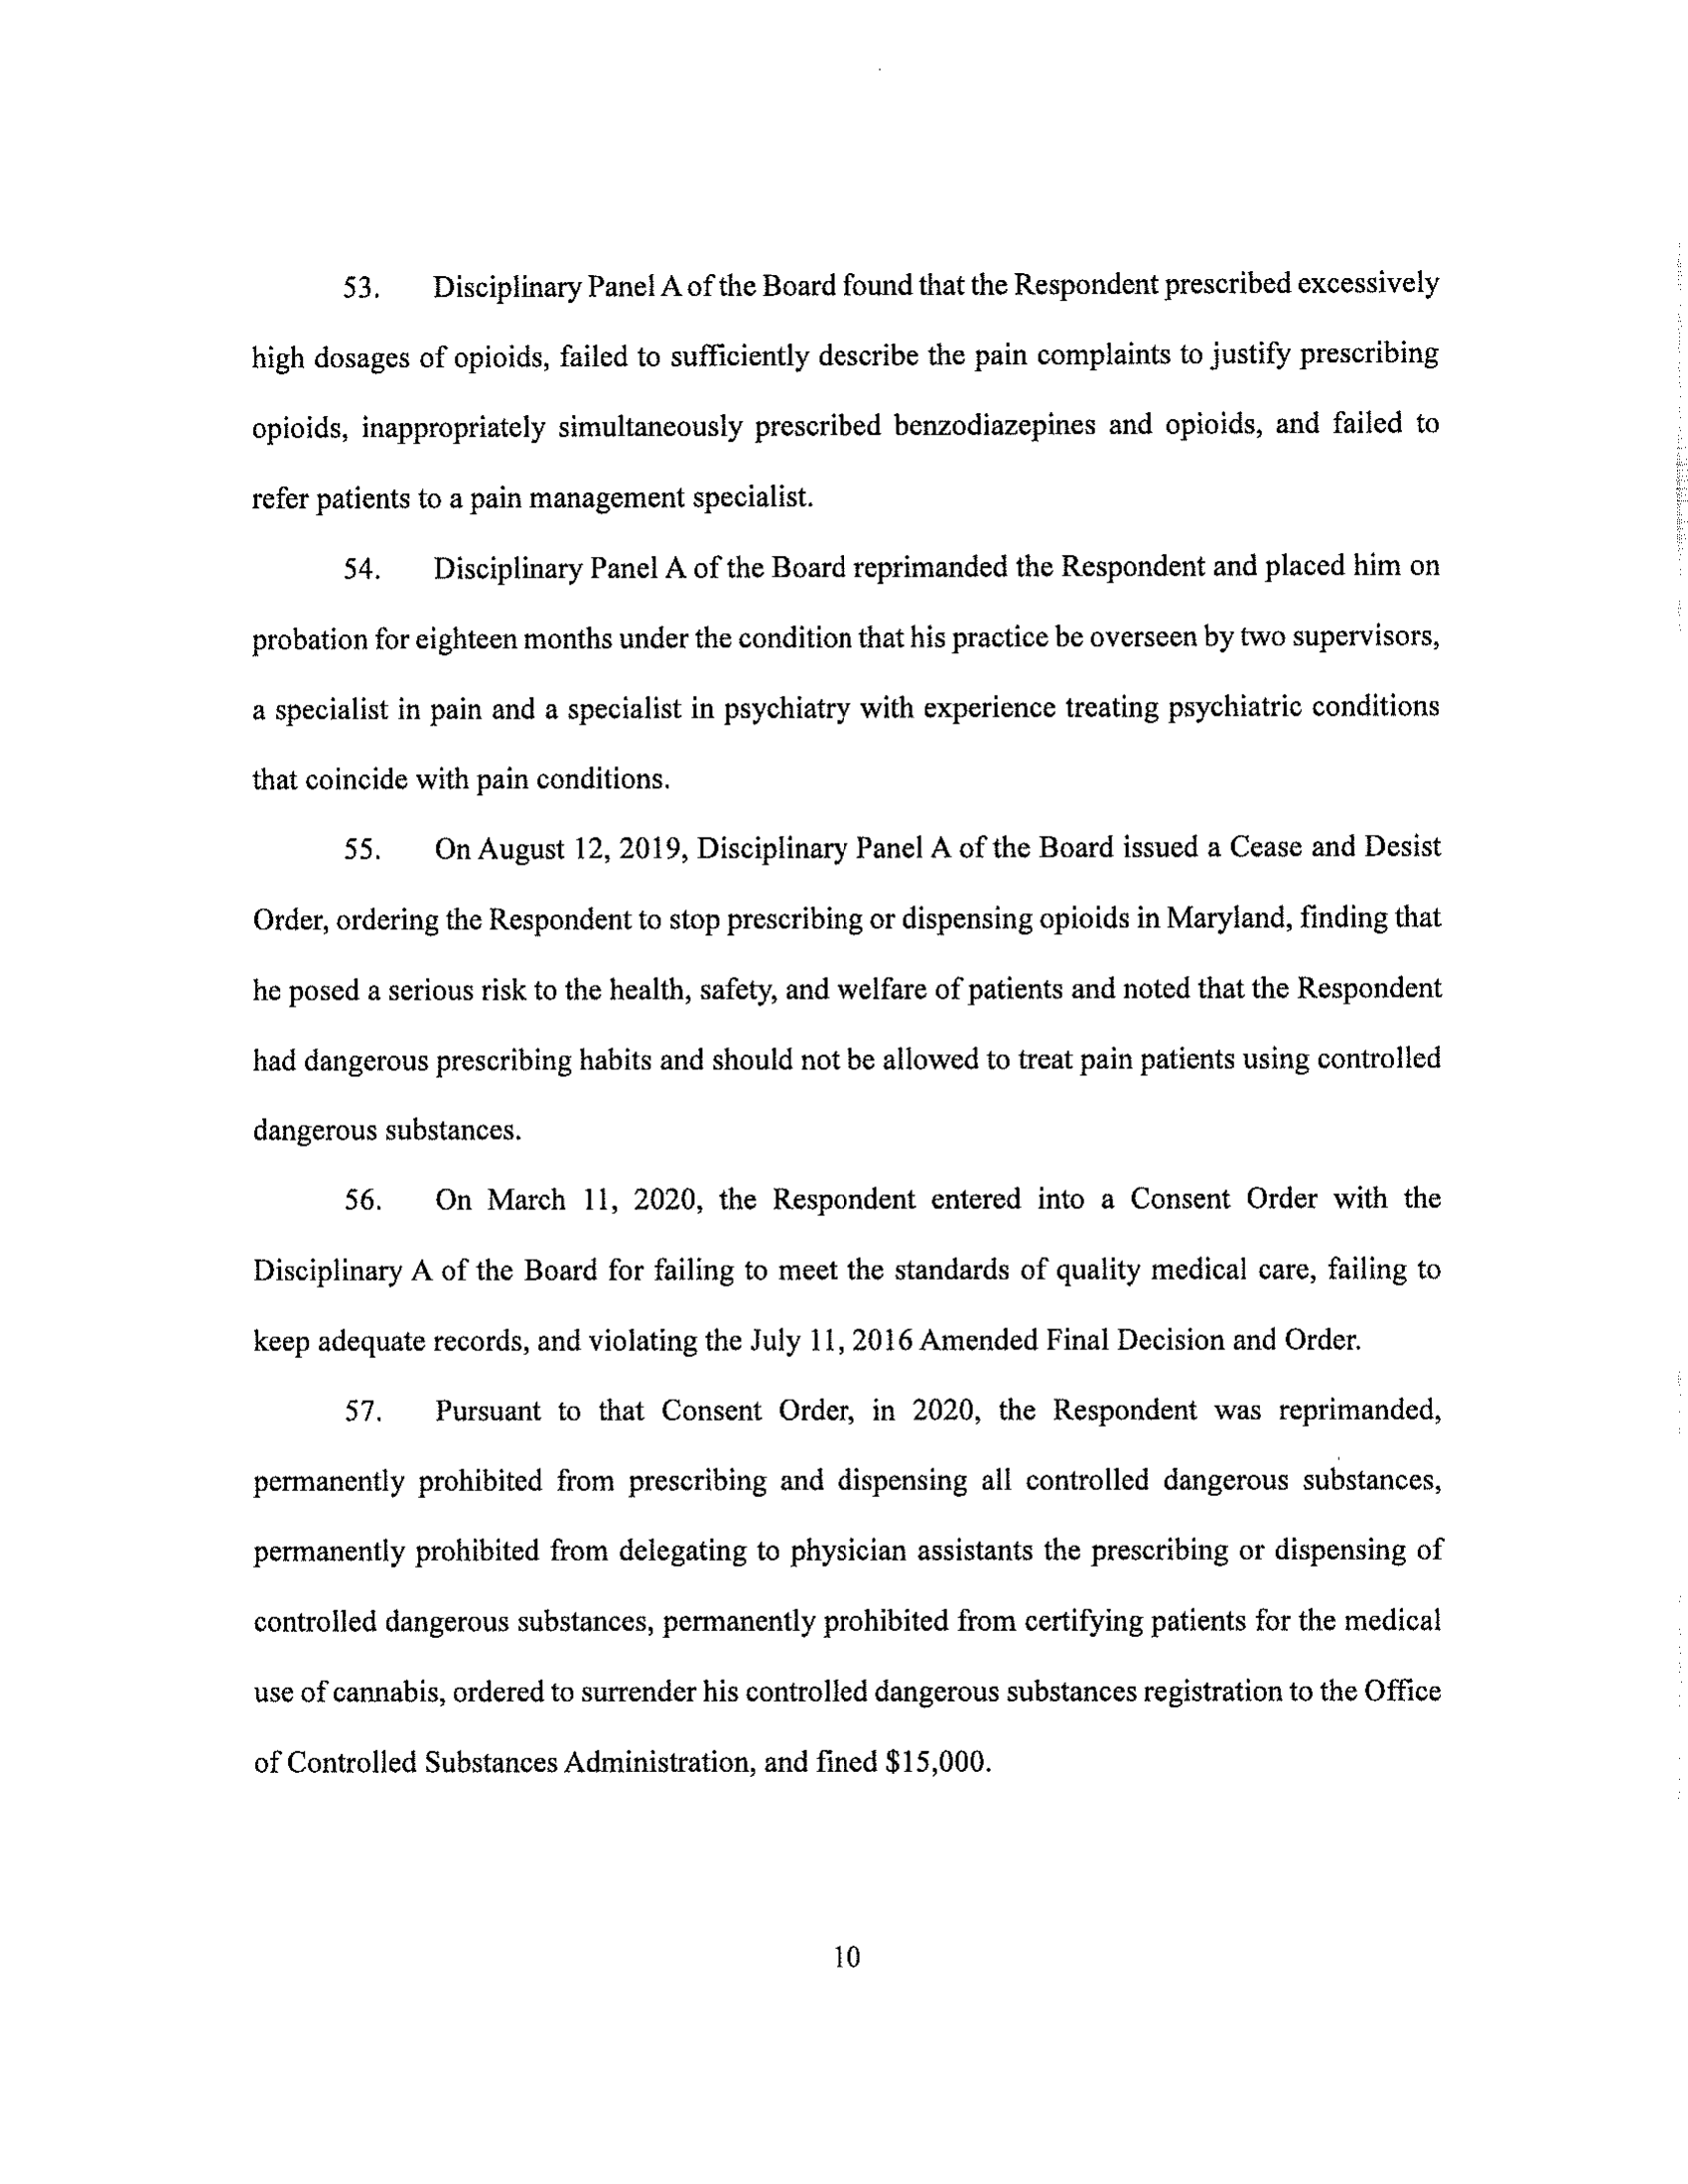 53. Disciplinary Panel A of the Board found that the Respondent prescribed excessively
high dosages of opioids, failed to sufficiently describe the pain complaints to justify prescribing
opioids, inappropriately simultaneously prescribed benzodiazepines and opioids, and failed to
refer patients to a pain management specialist.
54. Disciplinary Panel A of the Board reprimanded the Respondent and placed him on
probation for eighteen months under the condition that his practice be overseen by two supervisors,
a specialist in pain and a specialist in psychiatry with experience treating psychiatric conditions
that coincide with pain conditions.
55. On August 12, 2019, Disciplinary Panel A of the Board issued a Cease and Desist
Order, ordering the Respondent to stop prescribing or dispensing opioids in Maryland, finding that
he posed a serious risk to the health, safety, and welfare of patients and noted that the Respondent
had dangerous prescribing habits and should not be allowed to treat pain patients using controlled
dangerous substances.
56. On March 11, 2020, the Respondent entered into a Consent Order with the
Disciplinary A of the Board for failing to meet the standards of quality medical care, failing to
keep adequate records, and violating the July 11, 2016 Amended Final Decision and Order.
57. Pursuant to that Consent Order, in 2020, the Respondent was reprimanded,
permanently prohibited from prescribing and dispensing all controlled dangerous substances,
permanently prohibited from delegating to physician assistants the prescribing or dispensing of
controlled dangerous substances, permanently prohibited from certifying patients for the medical
use of cannabis, ordered to surrender his controlled dangerous substances registration to the Office
of Controlled Substances Administration, and fined $15,000.
10